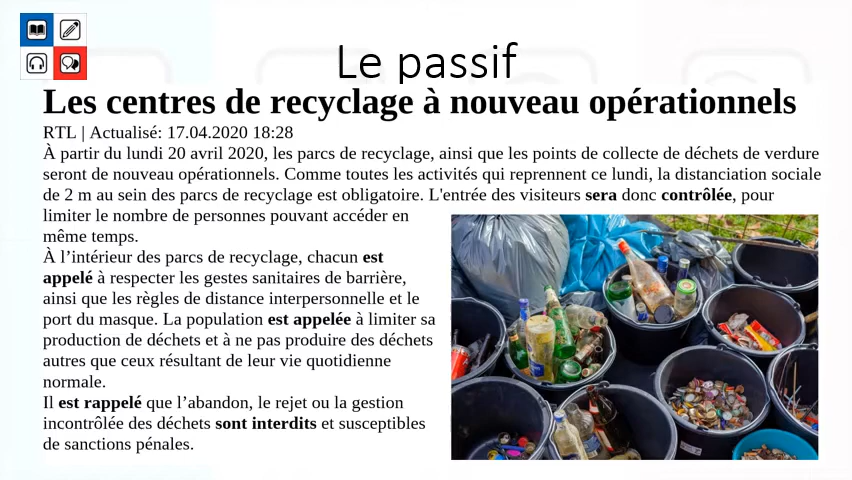 Le passif
Les centres de recyclage à nouveau opérationnels
RTL | Actualisé: 17.04.2020 18:28
À partir du lundi 20 avril 2020, les parcs de recyclage, ainsi que les points de collecte de déchets de verdure
seront de nouveau opérationnels. Comme toutes les activités qui reprennent ce lundi, la distanciation sociale
de 2 m au sein des parcs de recyclage est obligatoire. L'entrée des visiteurs sera donc contrôlée, pour
limiter le nombre de personnes pouvant accéder en
même temps.
À l’intérieur des parcs de recyclage, chacun est
appelé à respecter les gestes sanitaires de barrière,
ainsi que les règles de distance interpersonnelle et le
port du masque. La population est appelée à limiter sa
production de déchets et à ne pas produire des déchets
autres que ceux résultant de leur vie quotidienne
normale.
Il est rappelé que l’abandon, le rejet ou la gestion
incontrôlée des déchets sont interdits et susceptibles
de sanctions pénales.